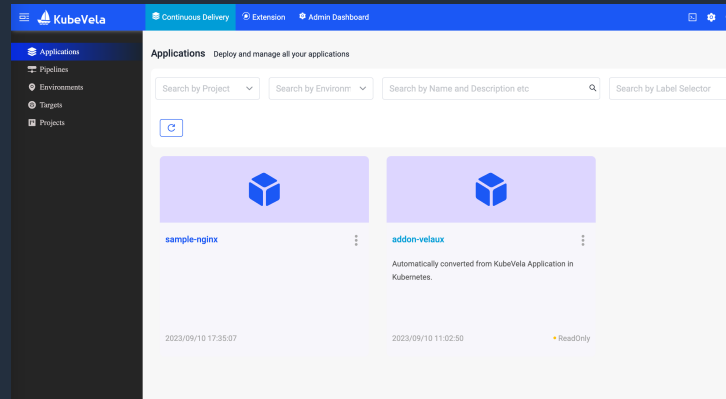 KubeVela
Continuous Delivery
Extension
Admin Dashboard
Applications
Pipelines
Environments
Targets
Projects
Applications Deploy and manage all your applications
Search by Project
Search by Environm
Search by Name and Description etc
Search by Label Selector
sample-nginx
addon-velaux
Automatically converted from KubeVela Application in
Kubernetes.
2023/09/10 17:35:07
2023/09/10 11:02:50
ReadOnly